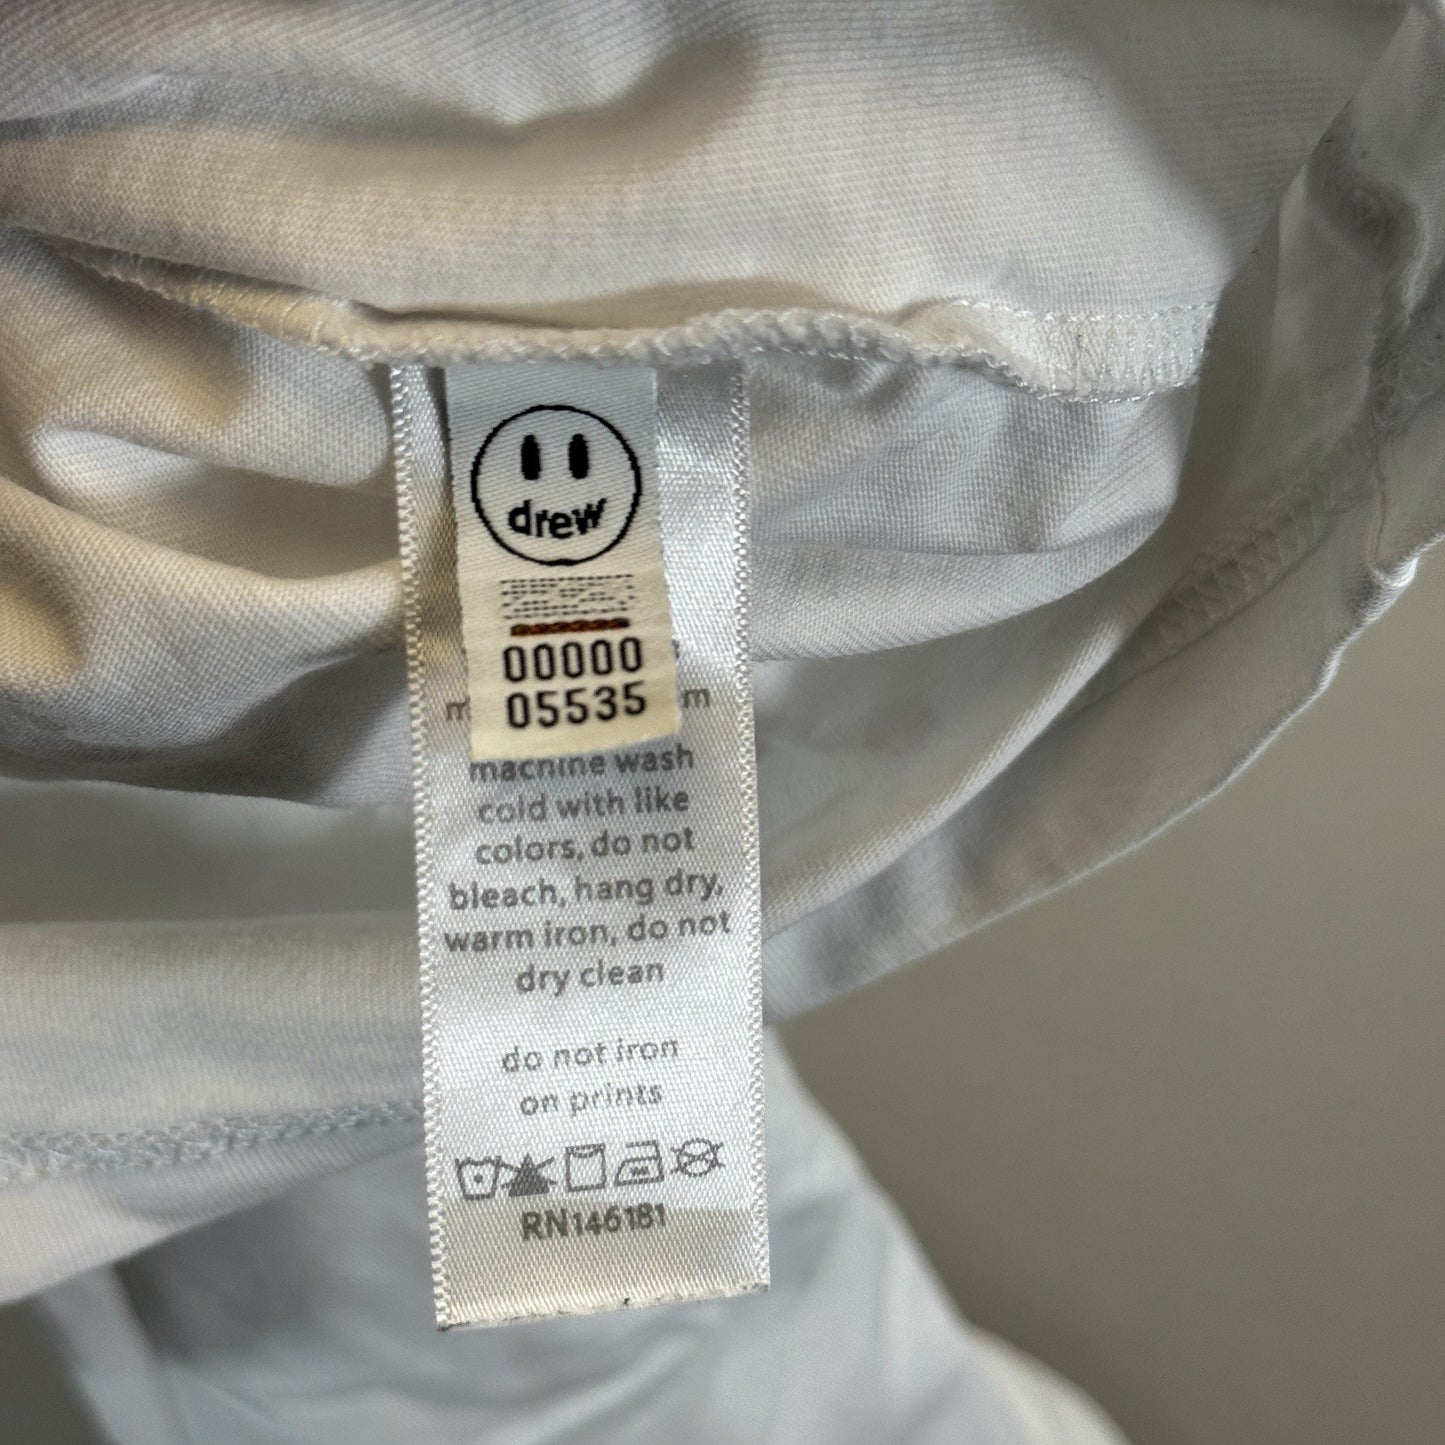 drew
00000
05535
machine wash
cold with like
colors, do not
bleach, hang dry,
warm iron, do not
dry clean
do not iron
on prints
RN146181